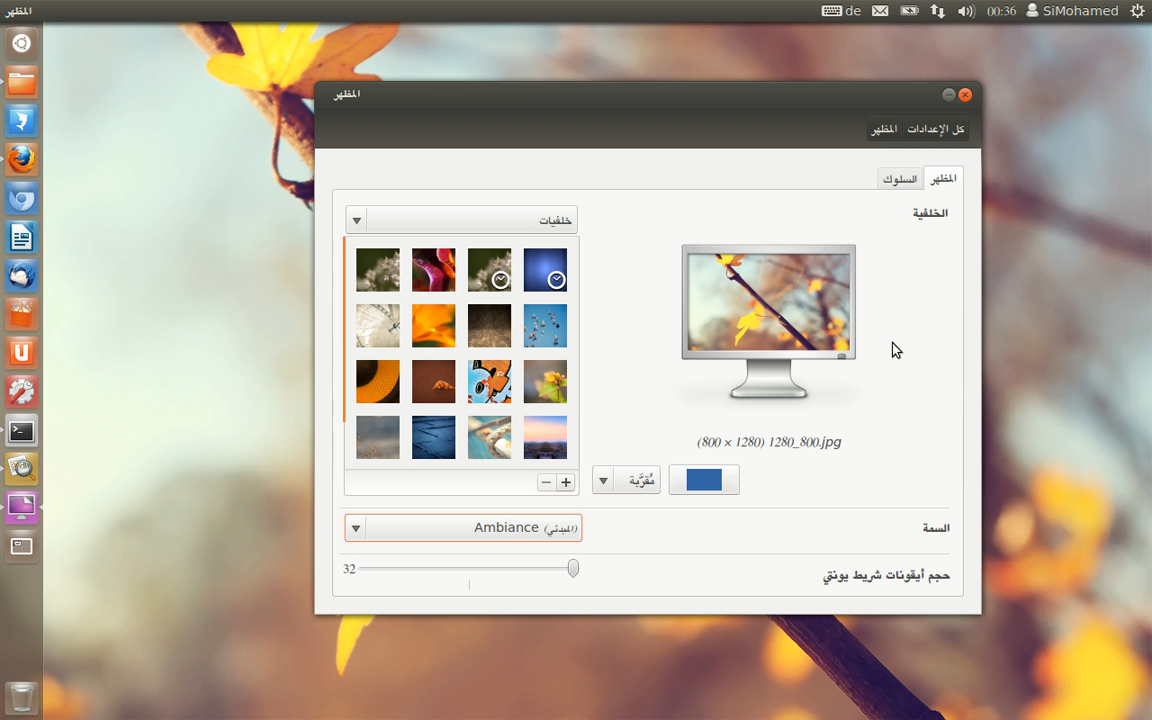 المظهر
de
00:36
SiMohamed
المظهر
كل الإعدادات
المظهر
المظهر
السلوك
الخلفية
خلفيات
(800 × 1280) 1280_800.jpg
مُقرَّبة
السمة
Ambiance (المبدئي)
حجم أيقونات شريط يونتي
32